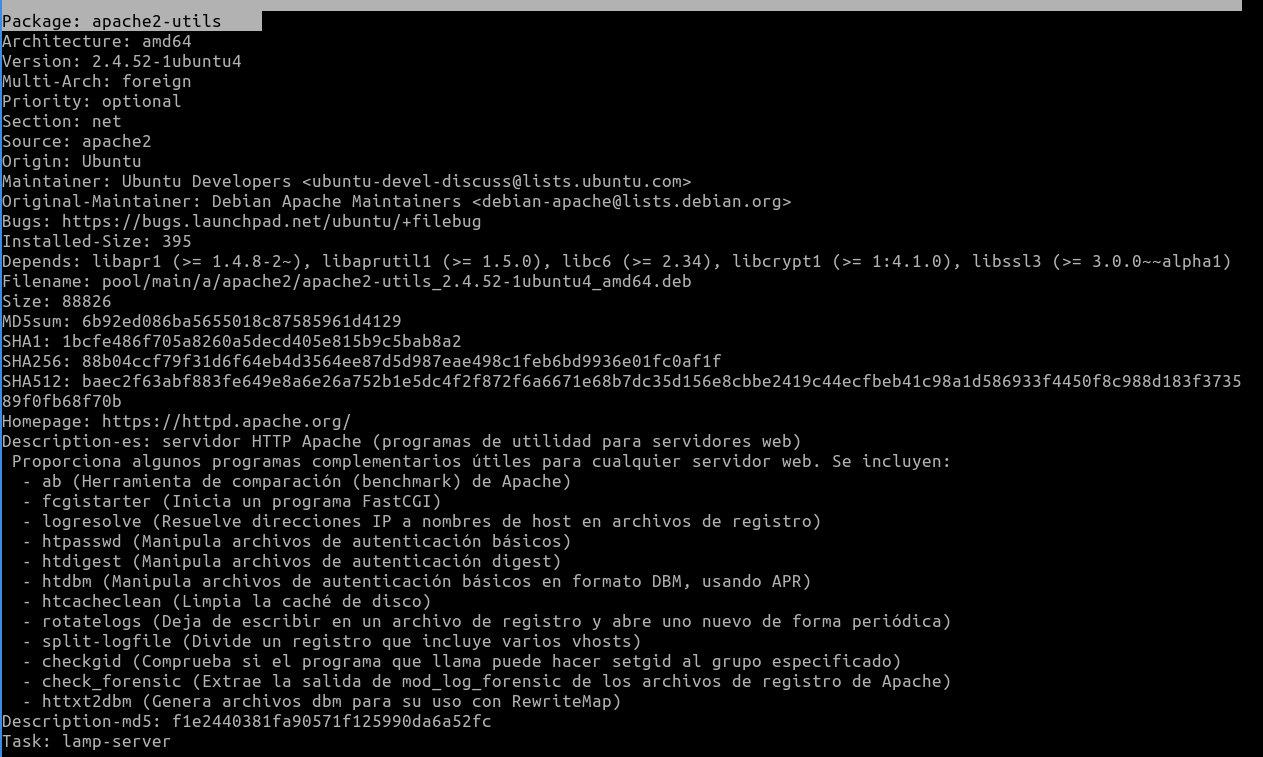 Package: apache2-utils
Architecture: amd64
Version: 2.4.52-1ubuntu4
Multi-Arch: foreign
Priority: optional
Section: net
Source: apache2
Origin: Ubuntu
Maintainer: Ubuntu Developers <ubuntu-devel-discuss@lists.ubuntu.com>
Original-Maintainer: Debian Apache Maintainers <debian-apache@lists.debian.org>
Bugs: https://bugs.launchpad.net/ubuntu/+filebug
Installed-Size: 395
Depends: libapr1 (>= 1.4.8-2~), libaprutil1 (>= 1.5.0), libc6 (>= 2.34), libcrypt1 (>= 1:4.1.0), libssl3 (>= 3.0.0~~alpha1)
Filename: pool/main/a/apache2/apache2-utils_2.4.52-1ubuntu4_amd64.deb
Size: 88826
MD5sum: 6b92ed086ba5655018c87585961d4129
SHA1: 1bcfe486f705a8260a5decd405e815b9c5bab8a2
SHA256: 88b04ccf79f31d6f64eb4d3564ee87d5d987eae498c1feb6bd9936e01fc0af1f
SHA512: baec2f63abf883fe649e8a6e26a752b1e5dc4f2f872f6a6671e68b7dc35d156e8cbbe2419c44ecfbeb41c98a1d586933f4450f8c988d183f3735
89f0fb68f70b
Homepage: https://httpd.apache.org/
Description-es: servidor HTTP Apache (programas de utilidad para servidores web)
 Proporciona algunos programas complementarios útiles para cualquier servidor web. Se incluyen:
  - ab (Herramienta de comparación (benchmark) de Apache)
  - fcgistarter (Inicia un programa FastCGI)
  - logresolve (Resuelve direcciones IP a nombres de host en archivos de registro)
  - htpasswd (Manipula archivos de autenticación básicos)
  - htdigest (Manipula archivos de autenticación digest)
  - htdbm (Manipula archivos de autenticación básicos en formato DBM, usando APR)
  - htcacheclean (Limpia la caché de disco)
  - rotatelogs (Deja de escribir en un archivo de registro y abre uno nuevo de forma periódica)
  - split-logfile (Divide un registro que incluye varios vhosts)
  - checkgid (Comprueba si el programa que llama puede hacer setgid al grupo especificado)
  - check_forensic (Extrae la salida de mod_log_forensic de los archivos de registro de Apache)
  - httxt2dbm (Genera archivos dbm para su uso con RewriteMap)
Description-md5: f1e2440381fa90571f125990da6a52fc
Task: lamp-server